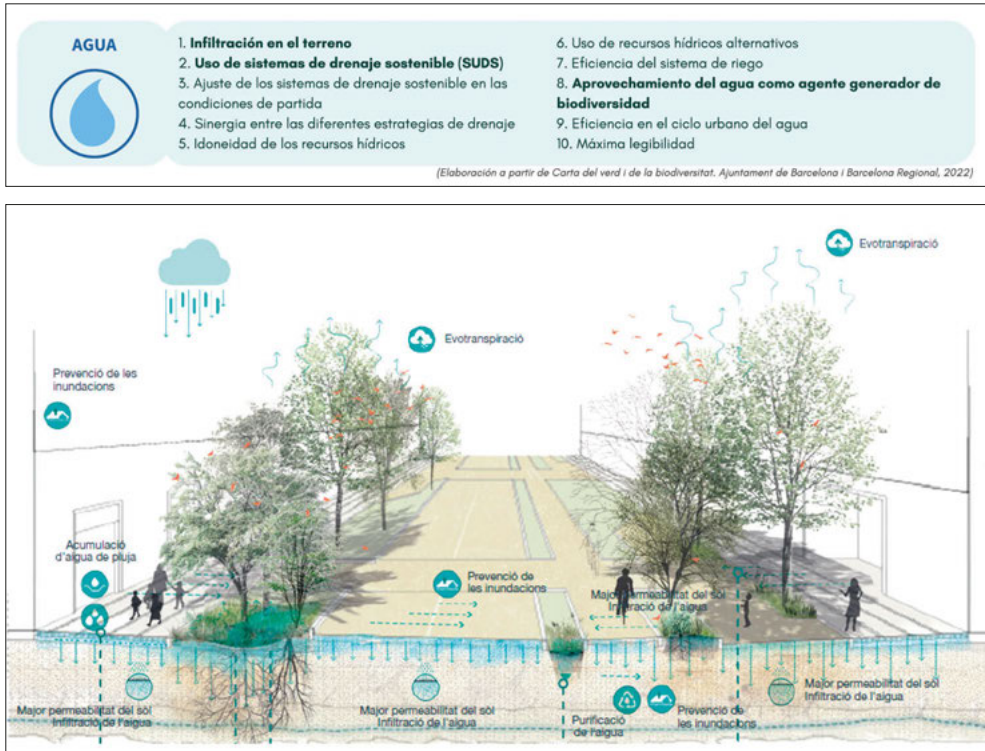 AGUA
1. Infiltración en el terreno
2. Uso de sistemas de drenaje sostenible (SUDS)
3. Ajuste de los sistemas de drenaje sostenible en las
condiciones de partida
4. Sinergia entre las diferentes estrategias de drenaje
5. Idoneidad de los recursos hídricos
6. Uso de recursos hídricos alternativos
7. Eficiencia del sistema de riego
8. Aprovechamiento del agua como agente generador de
biodiversidad
9. Eficiencia en el ciclo urbano del agua
10. Máxima legibilidad
(Elaboración a partir de Carta del verd i de la biodiversitat. Ajuntament de Barcelona i Barcelona Regional, 2022)
Evotranspiració
Evotranspiració
Prevenció de les
inundacions
Acumulació
d'aigua de pluja
Prevenció de
les inundacions
Major permeabilitat del sòl
Infiltració de l'aigua
Major permeabilitat del sòl
Infiltració de l'aigua
Major permeabilitat del sòl
Infiltració de l'aigua
Purificació
de l'aigua
Prevenció de
les inundacions
Major permeabilitat del sòl
Infiltració de l'aigua